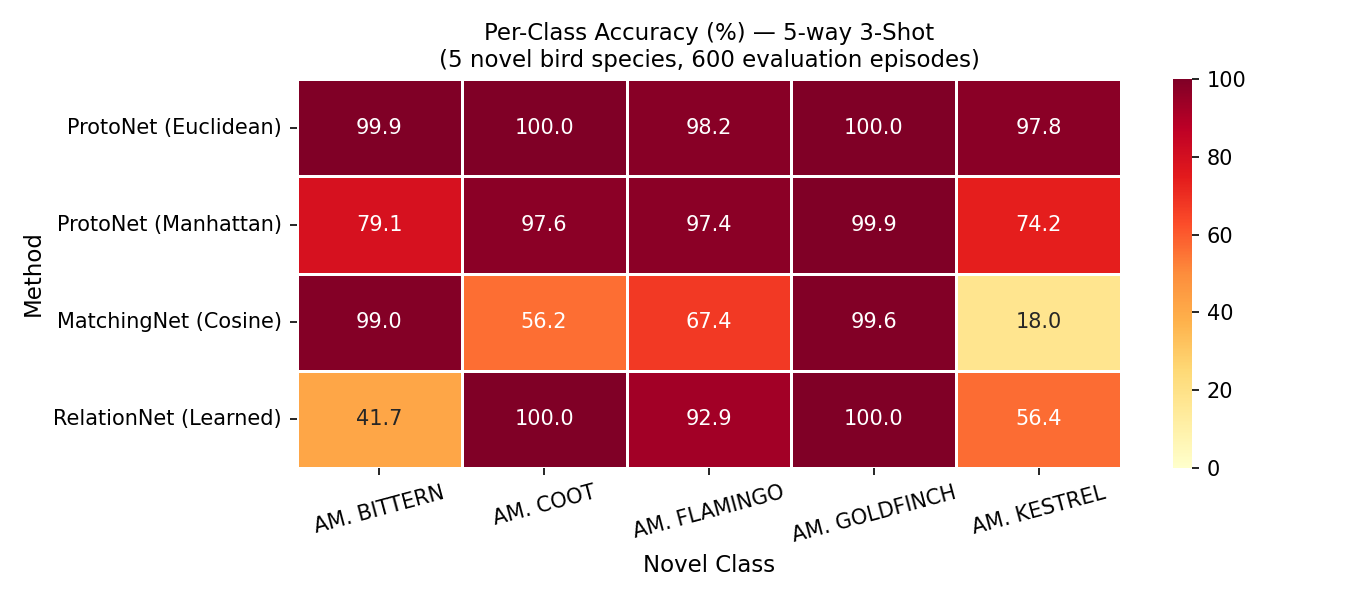 Per-Class Accuracy (%) — 5-way 3-Shot
(5 novel bird species, 600 evaluation episodes)
Method
ProtoNet (Euclidean) 99.9 100.0 98.2 100.0 97.8
ProtoNet (Manhattan) 79.1 97.6 97.4 99.9 74.2
MatchingNet (Cosine) 99.0 56.2 67.4 99.6 18.0
RelationNet (Learned) 41.7 100.0 92.9 100.0 56.4
AM. BITTERN AM. COOT AM. FLAMINGO AM. GOLDFINCH AM. KESTREL
Novel Class
100
80
60
40
20
0